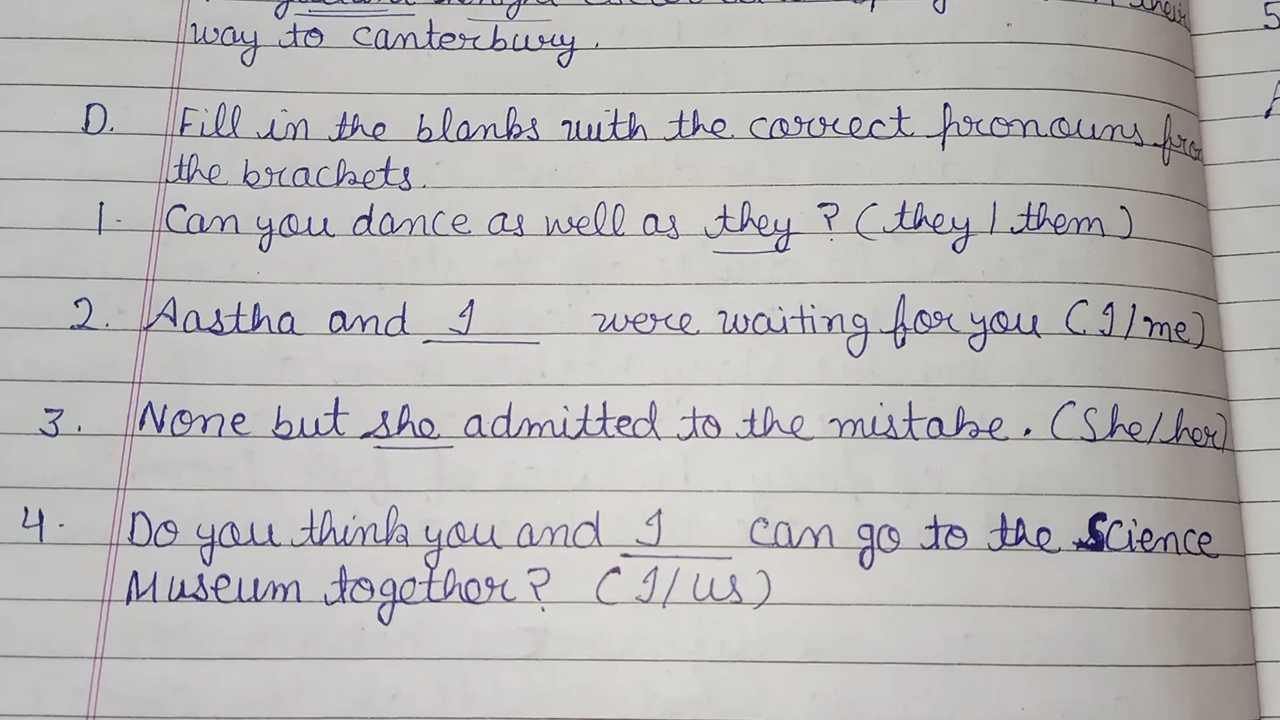 way to canterbury.
D. Fill in the blanks with the correct pronouns
the brackets.
1. Can you dance as well as they ? (they / them)
2. Aastha and I were waiting for you (I/me)
3. None but she admitted to the mistake. (She/her)
4. Do you think you and I can go to the Science
Museum together? (I/us)